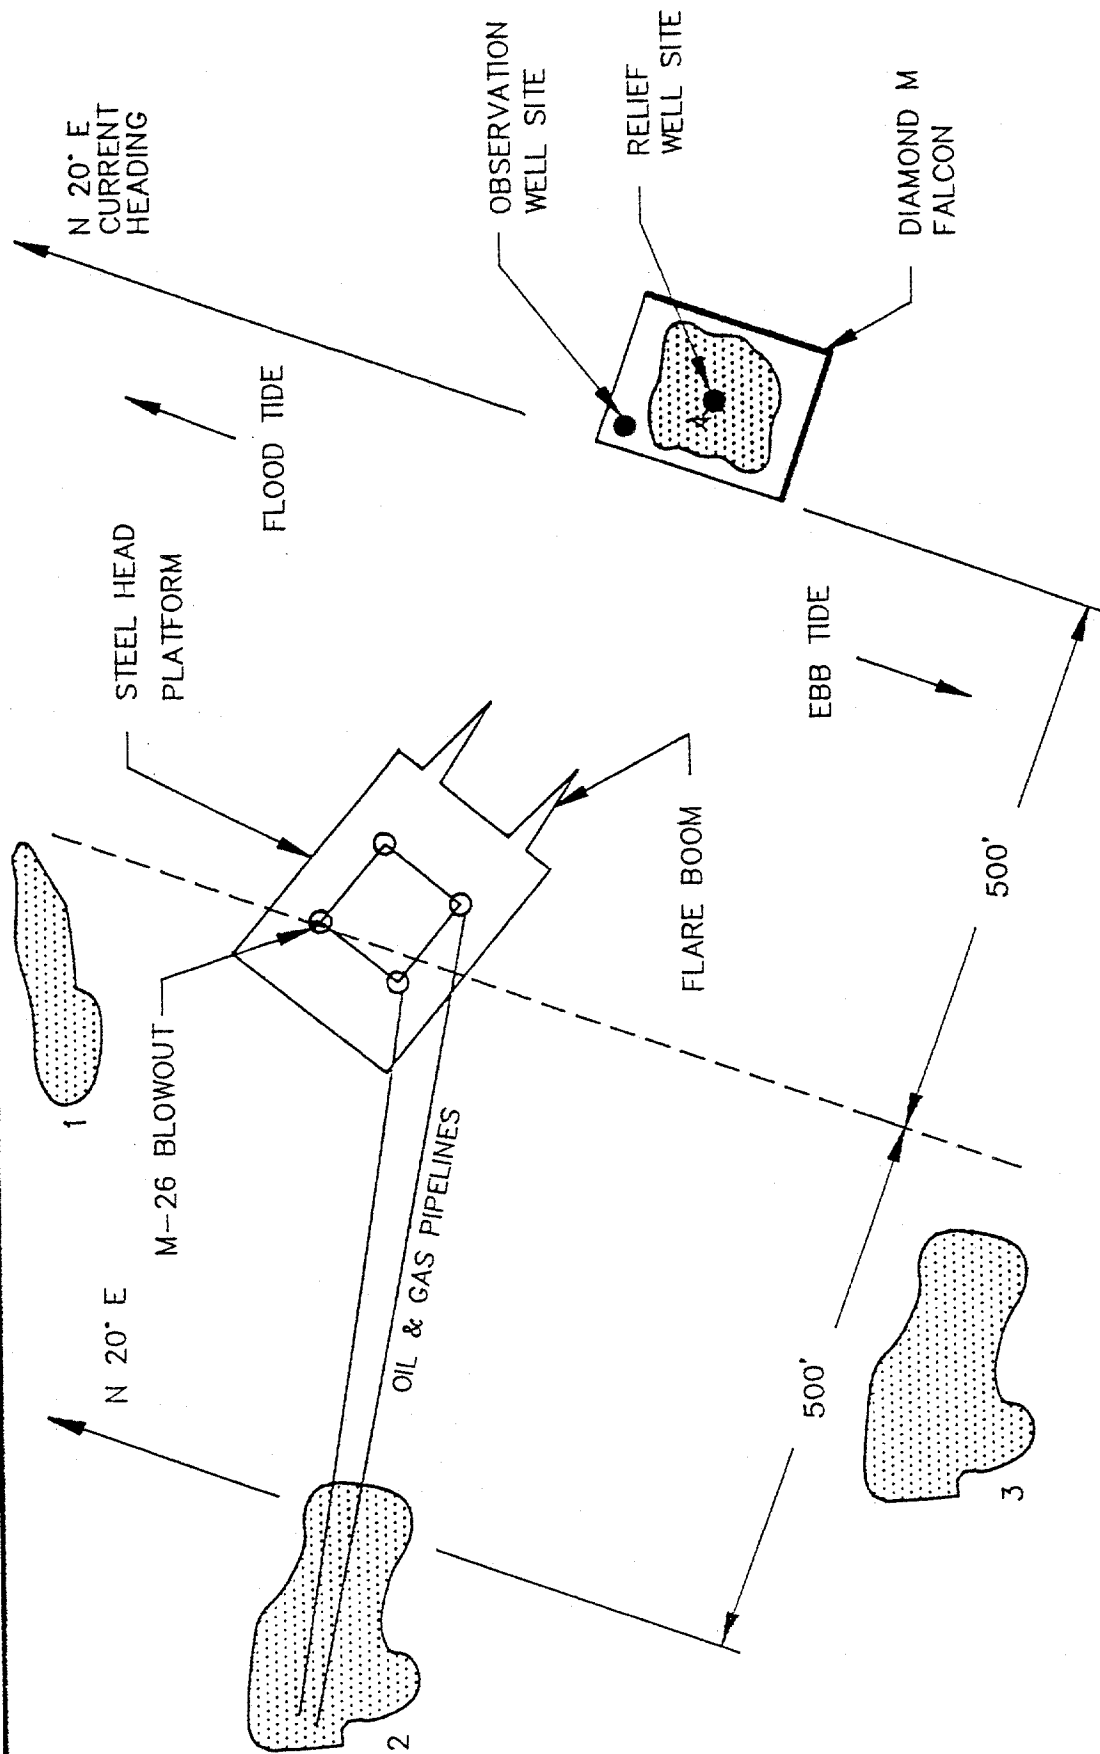 N 20° E
CURRENT
HEADING
FLOOD TIDE
OBSERVATION
WELL SITE
RELIEF
WELL SITE
DIAMOND M
FALCON
STEEL HEAD
PLATFORM
EBB TIDE
1
M-26 BLOWOUT
FLARE BOOM
500'
N 20° E
OIL & GAS PIPELINES
500'
2
3
A